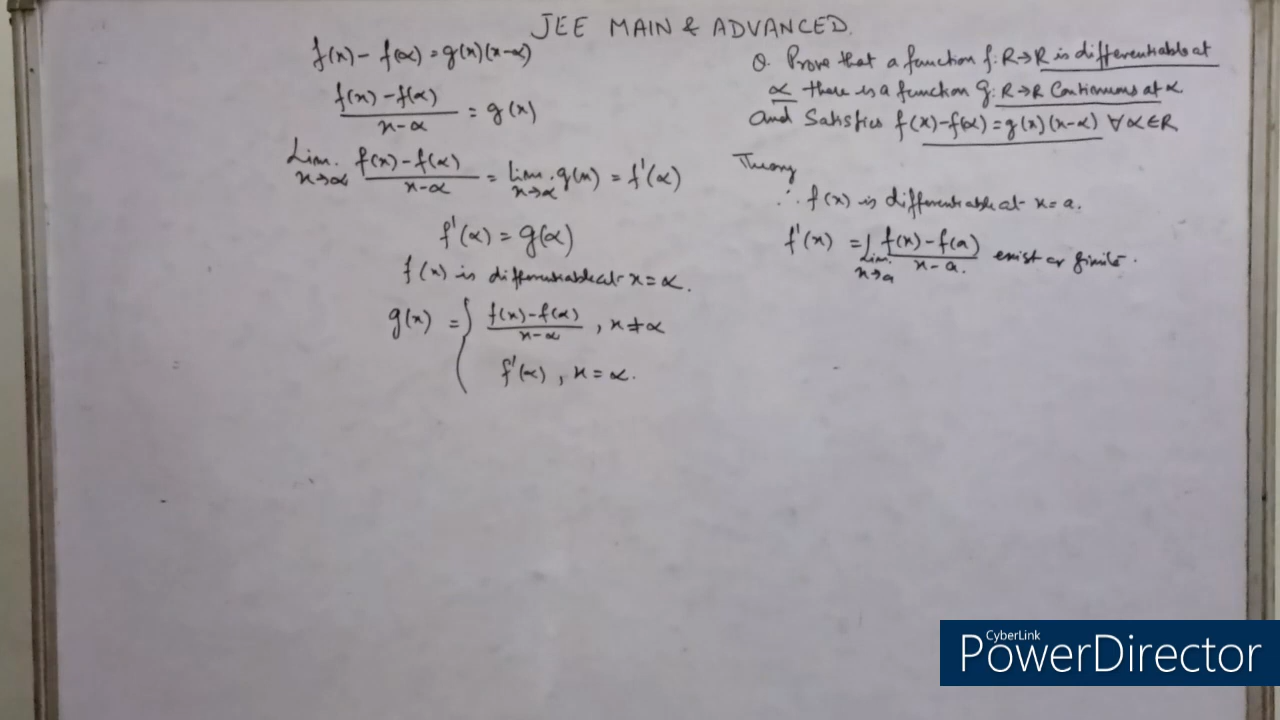 JEE MAIN & ADVANCED.
f(x) - f(α) = g(x)(x-α)
f(x) - f(α) / x-α = g(x)
Lim. x→α f(x) - f(α) / x-α = Lim. x→α g(x) = f'(α)
f'(α) = g(α)
f(x) is differentiable at x = α.
g(x) = { f(x) - f(α) / x-α , x ≠ α
f'(α) , x = α.
Q. Prove that a function f: R→R is differentiable at
α there is a function g: R→R Continuous at α
and Satisfies f(x) - f(α) = g(x)(x-α) ∀ α∈R
Theory
∴ f(x) is differentiable at x = a.
f'(x) = Lim. x→a f(x) - f(a) / x-a. exist or finite.
CyberLink
PowerDirector